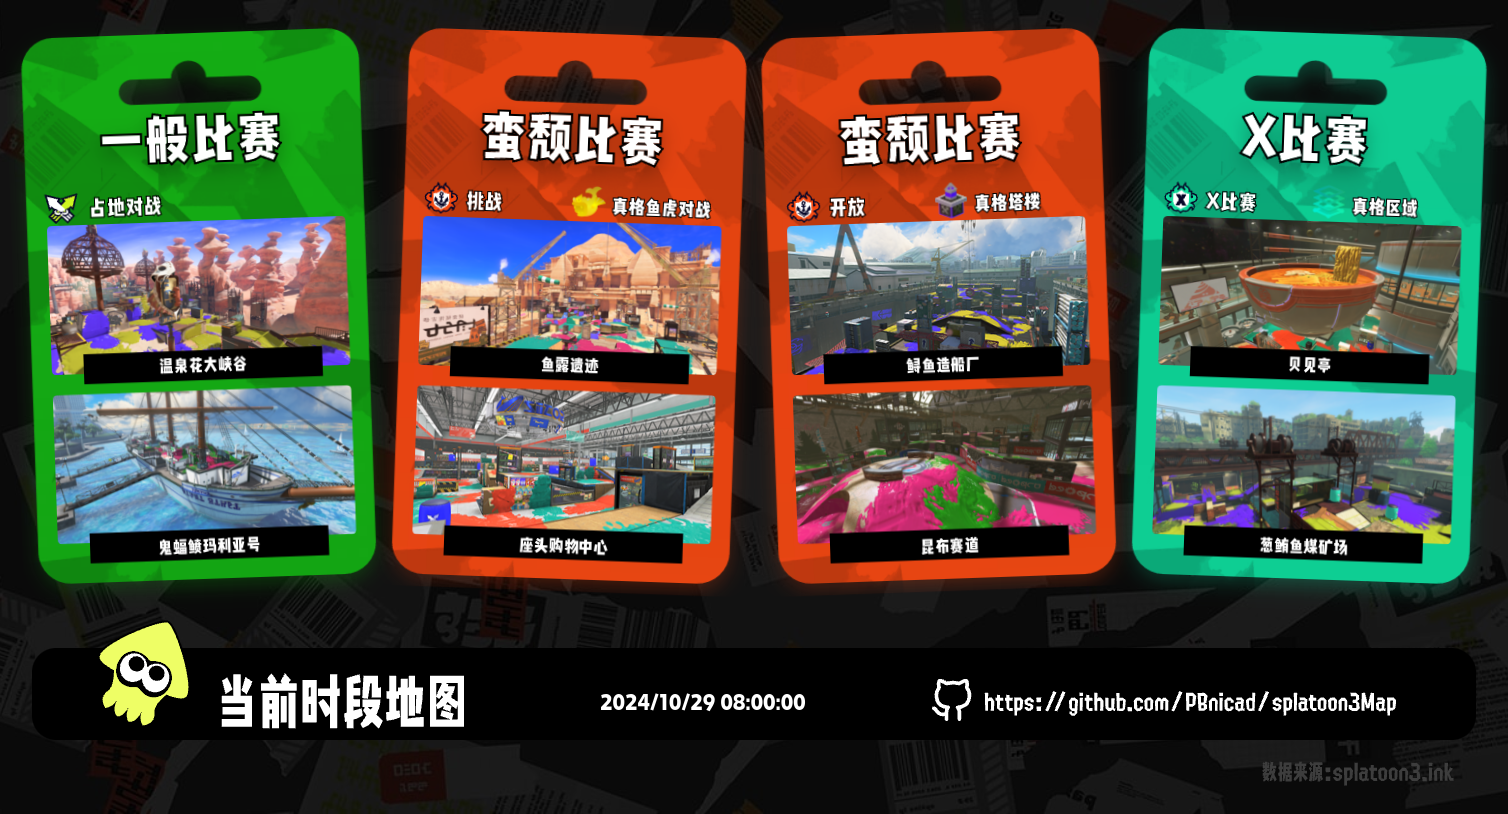 一般比赛
占地对战
温泉花大峡谷
鬼蝠鲼玛利亚号
蛮颓比赛
挑战
真格鱼虎对战
鱼露遗迹
座头购物中心
蛮颓比赛
开放
真格塔楼
鲟鱼造船厂
昆布赛道
X比赛
X比赛
真格区域
贝见亭
葱鲔鱼煤矿场
当前时段地图
2024/10/29 08:00:00
https://github.com/PBnicad/splatoon3Map
数据来源:splatoon3.ink